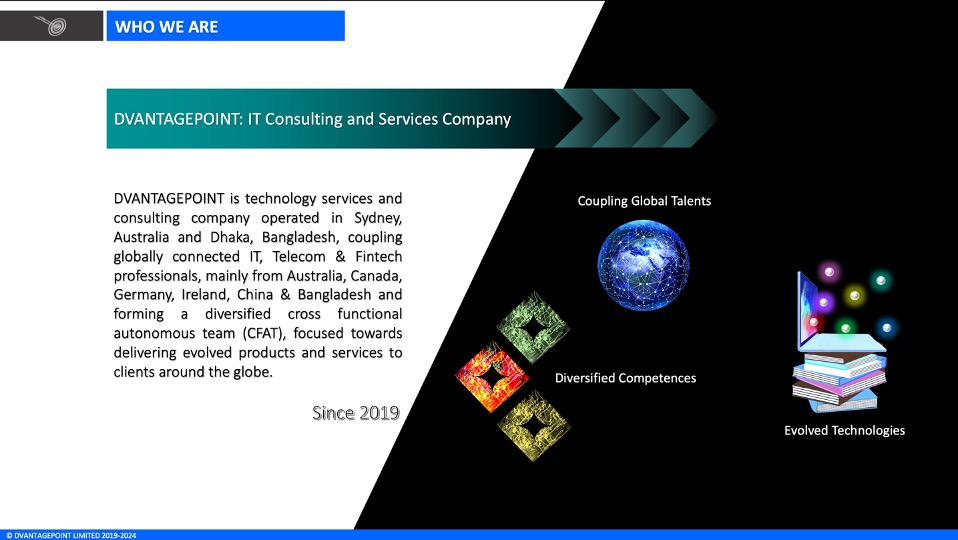 WHO WE ARE
DVANTAGEPOINT: IT Consulting and Services Company
DVANTAGEPOINT is technology services and
consulting company operated in Sydney,
Australia and Dhaka, Bangladesh, coupling
globally connected IT, Telecom & Fintech
professionals, mainly from Australia, Canada,
Germany, Ireland, China & Bangladesh and
forming a diversified cross functional
autonomous team (CFAT), focused towards
delivering evolved products and services to
clients around the globe.
Since 2019
Coupling Global Talents
Diversified Competences
Evolved Technologies
© DVANTAGEPOINT LIMITED 2019-2024